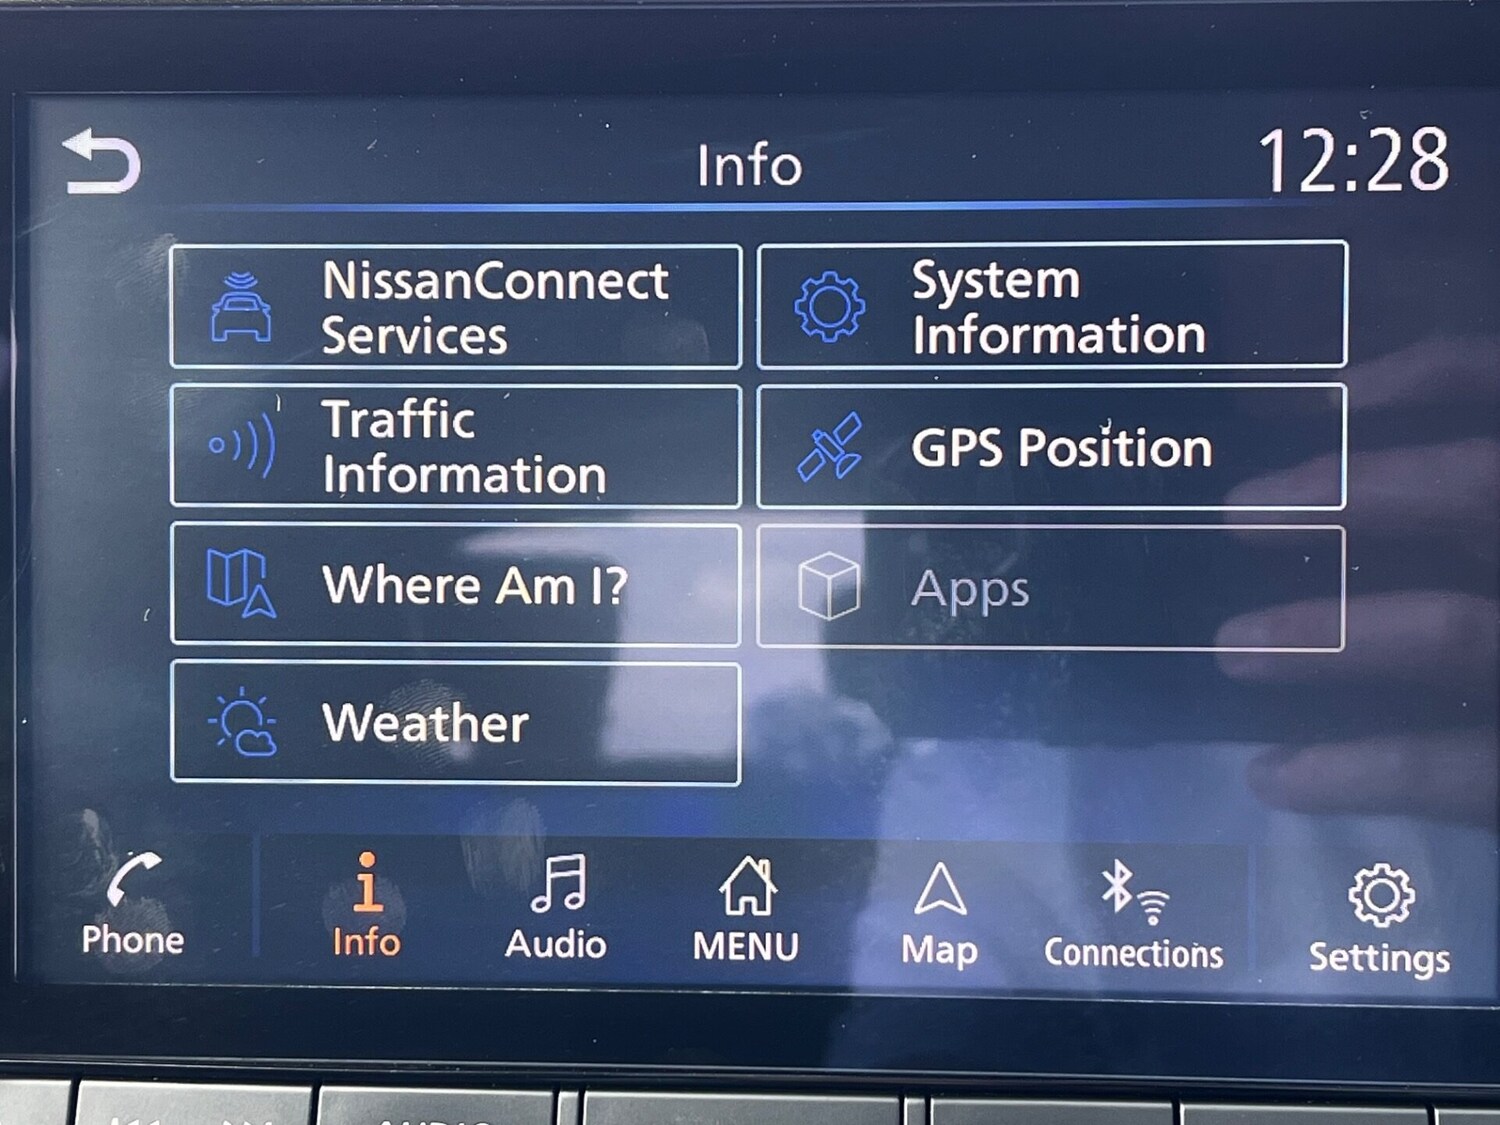 Info
12:28
NissanConnect
Services
System
Information
Traffic
Information
GPS Position
Where Am I?
Apps
Weather
Phone
Info
Audio
MENU
Map
Connections
Settings
AUDIO